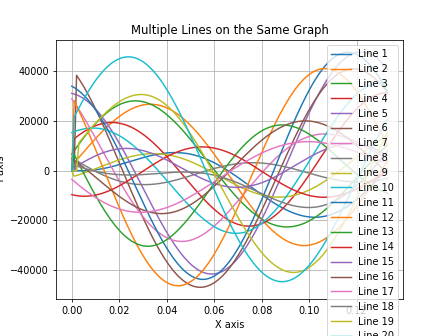 Multiple Lines on the Same Graph
40000
20000
0
−20000
−40000
axis
0.00
0.02
0.04
0.06
0.08
0.10
X axis
Line 1
Line 2
Line 3
Line 4
Line 5
Line 6
Line 7
Line 8
Line 9
Line 10
Line 11
Line 12
Line 13
Line 14
Line 15
Line 16
Line 17
Line 18
Line 19
Line 20